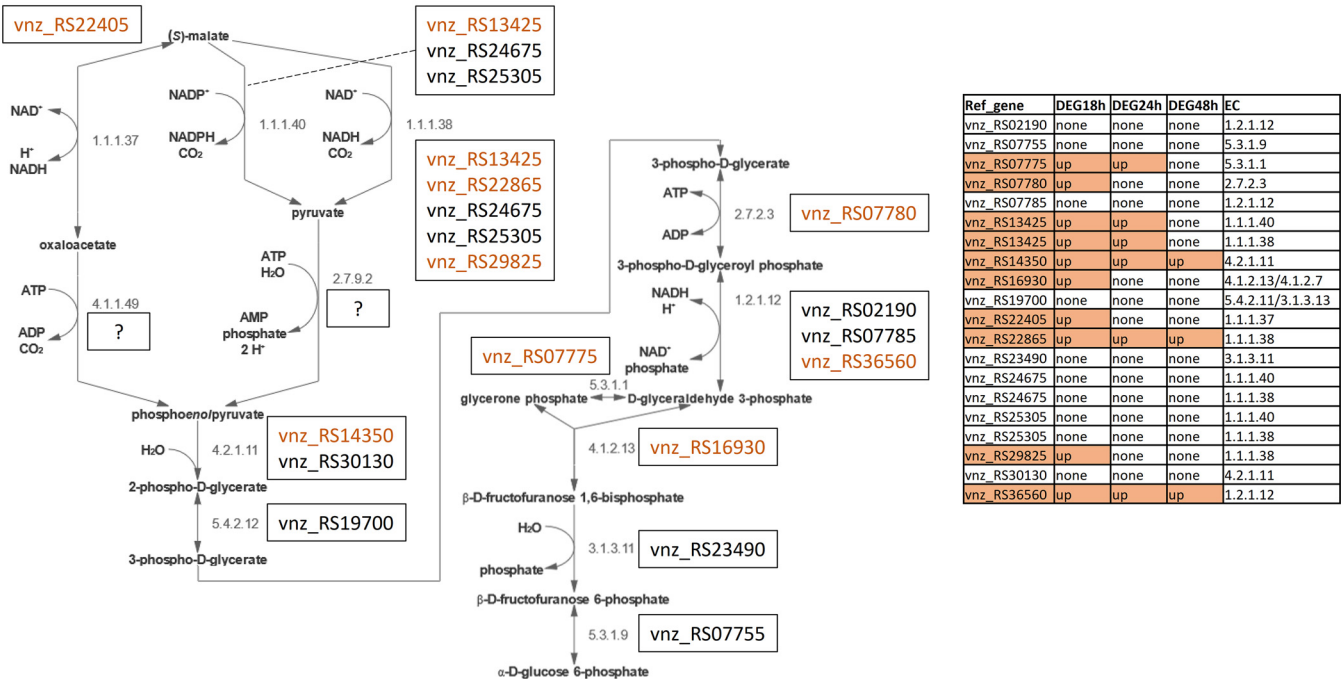 vnz_RS22405
(S)-malate
vnz_RS13425
vnz_RS24675
vnz_RS25305
NAD+
H+
NADH
1.1.1.37
NADP+
NADPH
CO2
1.1.1.40
NAD+
NADH
CO2
1.1.1.38
vnz_RS13425
vnz_RS22865
vnz_RS24675
vnz_RS25305
vnz_RS29825
pyruvate
oxaloacetate
ATP
ADP
CO2
4.1.1.49
?
ATP
H2O
AMP
phosphate
2 H+
2.7.9.2
?
phosphoenolpyruvate
H2O
4.2.1.11
vnz_RS14350
vnz_RS30130
2-phospho-D-glycerate
5.4.2.12
vnz_RS19700
3-phospho-D-glycerate
3-phospho-D-glycerate
ATP
ADP
2.7.2.3
vnz_RS07780
3-phospho-D-glyceroyl phosphate
NADH
H+
NAD+
phosphate
1.2.1.12
vnz_RS02190
vnz_RS07785
vnz_RS36560
vnz_RS07775
5.3.1.1
glycerone phosphate
D-glyceraldehyde 3-phosphate
4.1.2.13
vnz_RS16930
β-D-fructofuranose 1,6-bisphosphate
H2O
phosphate
3.1.3.11
vnz_RS23490
β-D-fructofuranose 6-phosphate
5.3.1.9
vnz_RS07755
α-D-glucose 6-phosphate
Ref_gene DEG18h DEG24h DEG48h EC
vnz_RS02190 none none none 1.2.1.12
vnz_RS07755 none none none 5.3.1.9
vnz_RS07775 up up none 5.3.1.1
vnz_RS07780 up none none 2.7.2.3
vnz_RS07785 none none none 1.2.1.12
vnz_RS13425 up up none 1.1.1.40
vnz_RS13425 up up none 1.1.1.38
vnz_RS14350 up up up 4.2.1.11
vnz_RS16930 up none none 4.1.2.13/4.1.2.7
vnz_RS19700 none none none 5.4.2.11/3.1.3.13
vnz_RS22405 up none none 1.1.1.37
vnz_RS22865 up up up 1.1.1.38
vnz_RS23490 none none none 3.1.3.11
vnz_RS24675 none none none 1.1.1.40
vnz_RS24675 none none none 1.1.1.38
vnz_RS25305 none none none 1.1.1.40
vnz_RS25305 none none none 1.1.1.38
vnz_RS29825 up none none 1.1.1.38
vnz_RS30130 none none none 4.2.1.11
vnz_RS36560 up up up 1.2.1.12